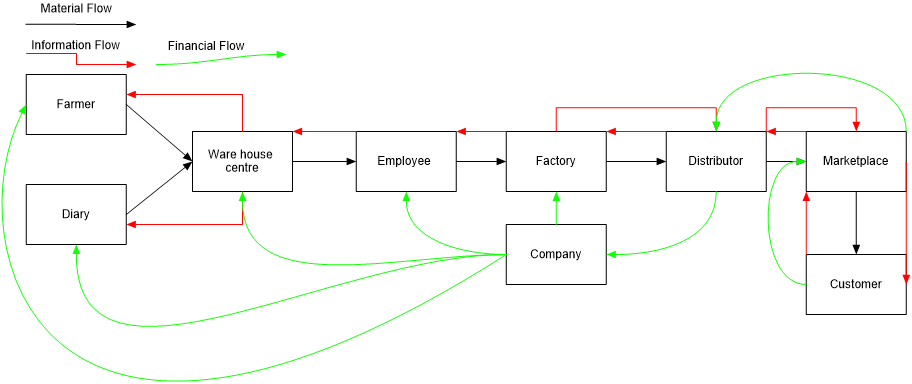 Material Flow
Information Flow
Financial Flow
Farmer
Ware house
centre
Employee
Factory
Distributor
Marketplace
Diary
Company
Customer